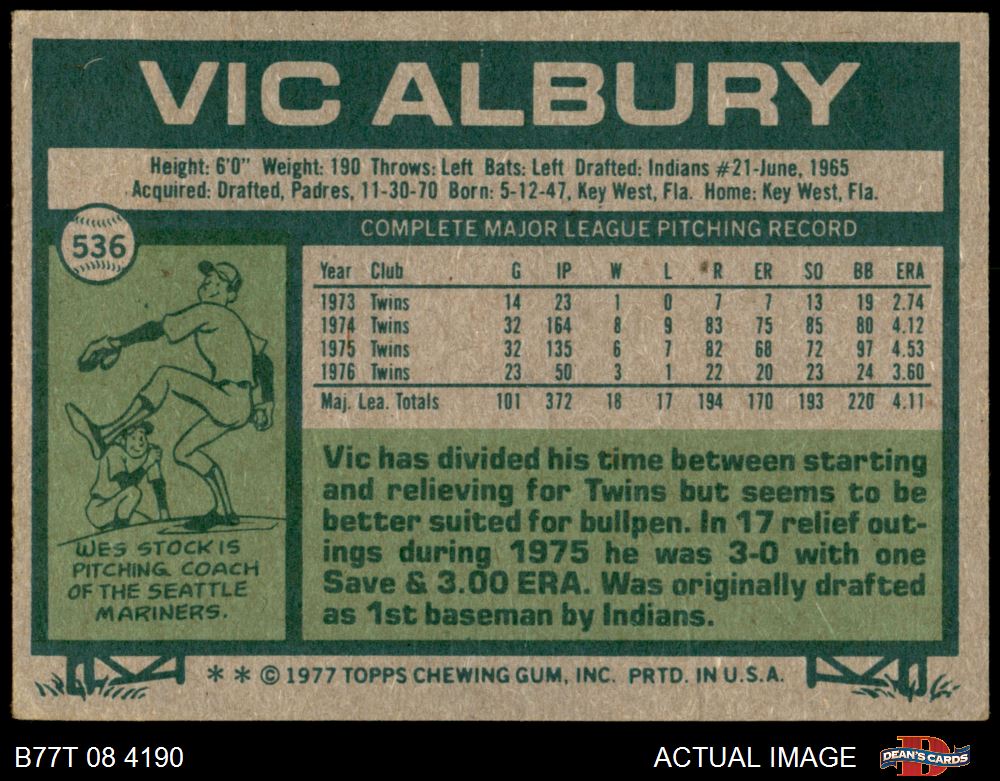 VIC ALBURY
Height: 6'0" Weight: 190 Throws: Left Bats: Left Drafted: Indians #21-June, 1965
Acquired: Drafted, Padres, 11-30-70 Born: 5-12-47, Key West, Fla. Home: Key West, Fla.
536
COMPLETE MAJOR LEAGUE PITCHING RECORD
Year Club G IP W L R ER SO BB ERA
1973 Twins 14 23 1 0 7 7 13 19 2.74
1974 Twins 32 164 8 9 83 75 85 80 4.12
1975 Twins 32 135 6 7 82 68 72 97 4.53
1976 Twins 23 50 3 1 22 20 23 24 3.60
Maj. Lea. Totals 101 372 18 17 194 170 193 220 4.11
Vic has divided his time between starting
and relieving for Twins but seems to be
better suited for bullpen. In 17 relief out-
ings during 1975 he was 3-0 with one
Save & 3.00 ERA. Was originally drafted
as 1st baseman by Indians.
WES STOCK IS
PITCHING COACH
OF THE SEATTLE
MARINERS.
* * © 1977 TOPPS CHEWING GUM, INC. PRTD. IN U.S.A.
B77T 08 4190
ACTUAL IMAGE
D
DEAN'S CARDS